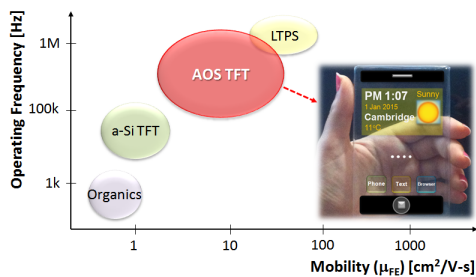 Operating Frequency [Hz]
1M
100k
1k
LTPS
AOS TFT
a-Si TFT
Organics
PM 1:07
Sunny
1 Jan 2015
Cambridge
11°C
Phone
Text
Browser
1
10
100
1000
Mobility (μFE) [cm²/V-s]